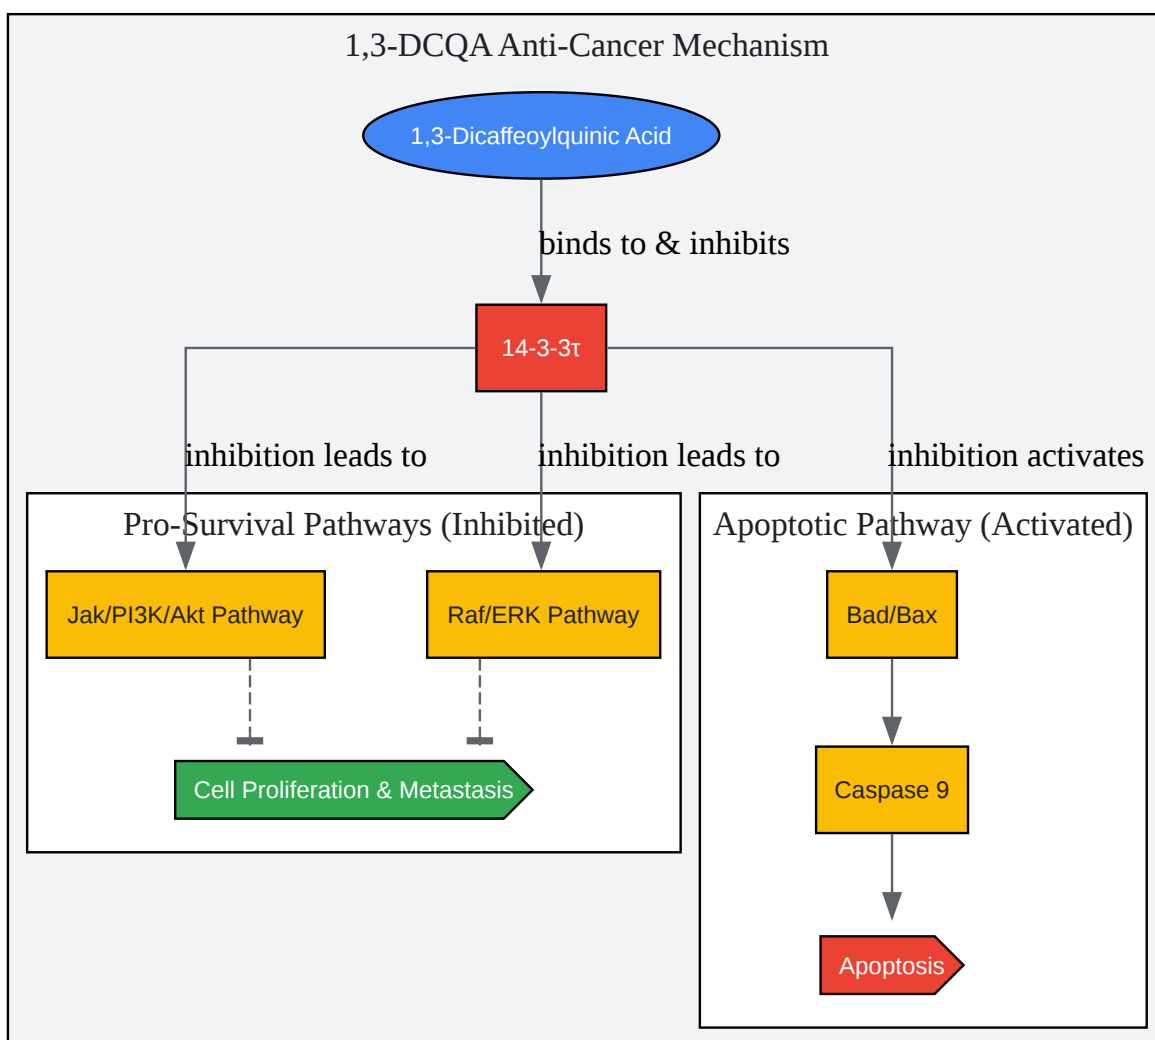 1,3-DCQA Anti-Cancer Mechanism
1,3-Dicaffeoylquinic Acid
binds to & inhibits
14-3-3τ
inhibition leads to
inhibition leads to
inhibition activates
Pro-Survival Pathways (Inhibited)
Apoptotic Pathway (Activated)
Jak/PI3K/Akt Pathway
Raf/ERK Pathway
Bad/Bax
Cell Proliferation & Metastasis
Caspase 9
Apoptosis